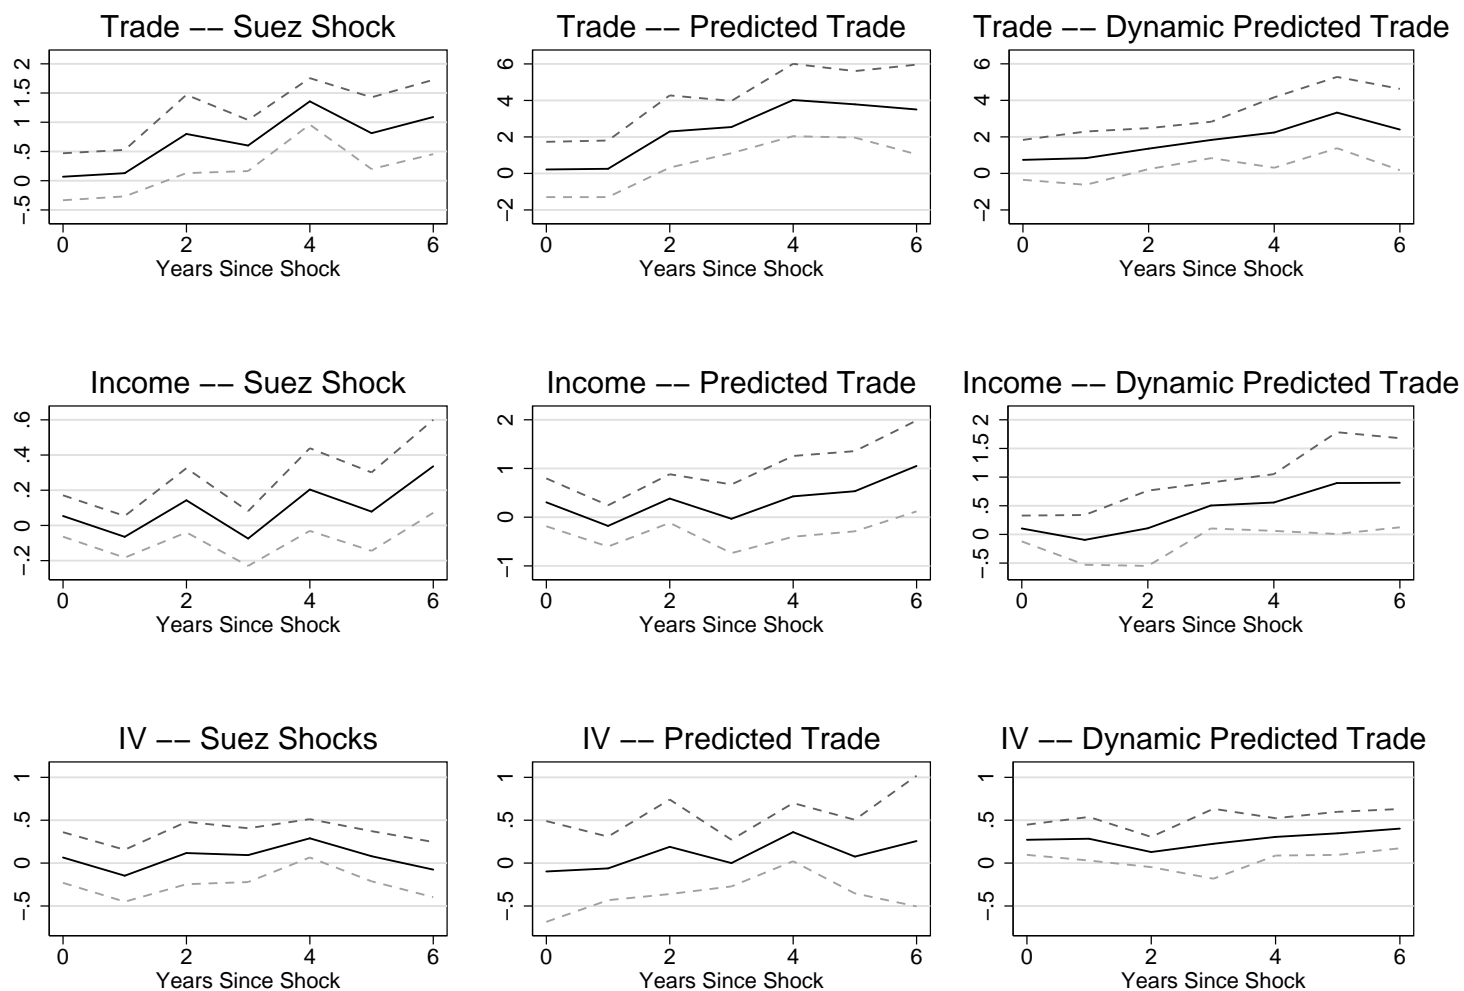 Trade −− Suez Shock
2
1.5
1
.5
0
−.5
0 2 4 6
Years Since Shock
Trade −− Predicted Trade
6
4
2
0
−2
0 2 4 6
Years Since Shock
Trade −− Dynamic Predicted Trade
6
4
2
0
−2
0 2 4 6
Years Since Shock
Income −− Suez Shock
.6
.4
.2
0
−.2
0 2 4 6
Years Since Shock
Income −− Predicted Trade
2
1
0
−1
0 2 4 6
Years Since Shock
Income −− Dynamic Predicted Trade
2
1.5
1
.5
0
−.5
0 2 4 6
Years Since Shock
IV −− Suez Shocks
1
.5
0
−.5
0 2 4 6
Years Since Shock
IV −− Predicted Trade
1
.5
0
−.5
0 2 4 6
Years Since Shock
IV −− Dynamic Predicted Trade
1
.5
0
−.5
0 2 4 6
Years Since Shock